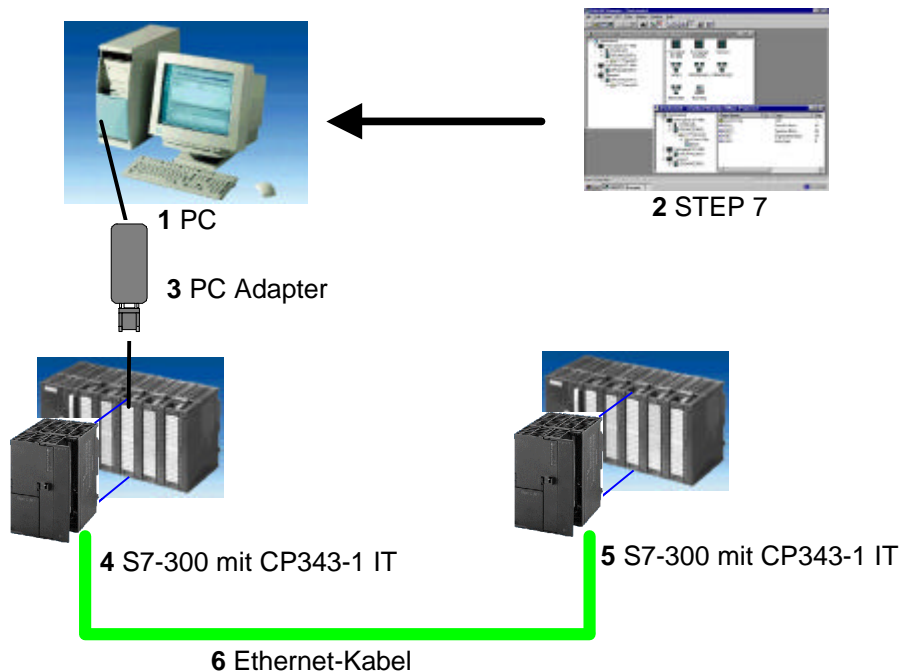 1 PC
2 STEP 7
3 PC Adapter
4 S7-300 mit CP343-1 IT
5 S7-300 mit CP343-1 IT
6 Ethernet-Kabel